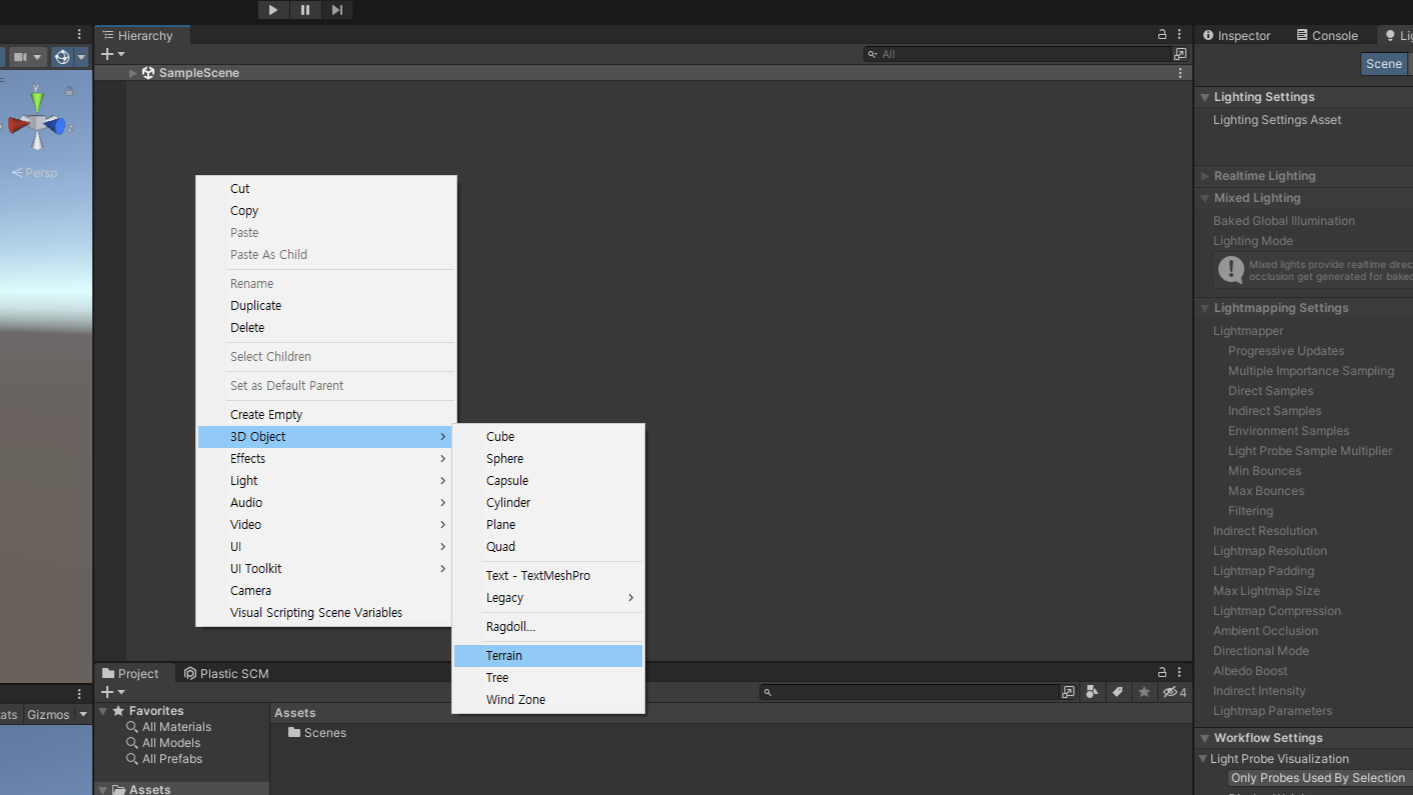 Hierarchy
All
SampleScene
y
z
Persp
Cut
Copy
Paste
Paste As Child
Rename
Duplicate
Delete
Select Children
Set as Default Parent
Create Empty
3D Object
Effects
Light
Audio
Video
UI
UI Toolkit
Camera
Visual Scripting Scene Variables
Cube
Sphere
Capsule
Cylinder
Plane
Quad
Text - TextMeshPro
Legacy
Ragdoll...
Terrain
Tree
Wind Zone
Project
Plastic SCM
4
ats
Gizmos
Favorites
All Materials
All Models
All Prefabs
Assets
Assets
Scenes
Inspector
Console
Lig
Scene
Lighting Settings
Lighting Settings Asset
Realtime Lighting
Mixed Lighting
Baked Global Illumination
Lighting Mode
Mixed lights provide realtime direc
occlusion get generated for baked
Lightmapping Settings
Lightmapper
Progressive Updates
Multiple Importance Sampling
Direct Samples
Indirect Samples
Environment Samples
Light Probe Sample Multiplier
Min Bounces
Max Bounces
Filtering
Indirect Resolution
Lightmap Resolution
Lightmap Padding
Max Lightmap Size
Lightmap Compression
Ambient Occlusion
Directional Mode
Albedo Boost
Indirect Intensity
Lightmap Parameters
Workflow Settings
Light Probe Visualization
Only Probes Used By Selection